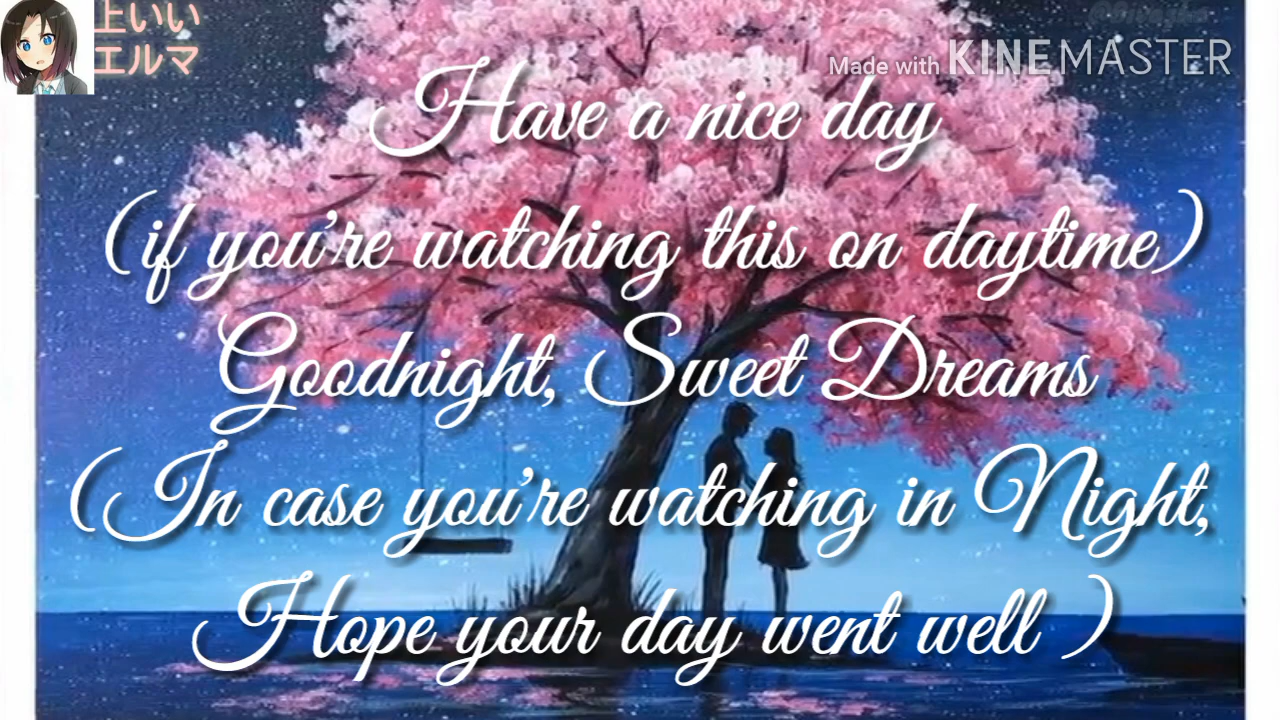 上いい
エルマ
Made with KINEMASTER
Have a nice day
(if you're watching this on daytime)
Goodnight, Sweet Dreams
(In case you're watching in Night,
Hope your day went well )